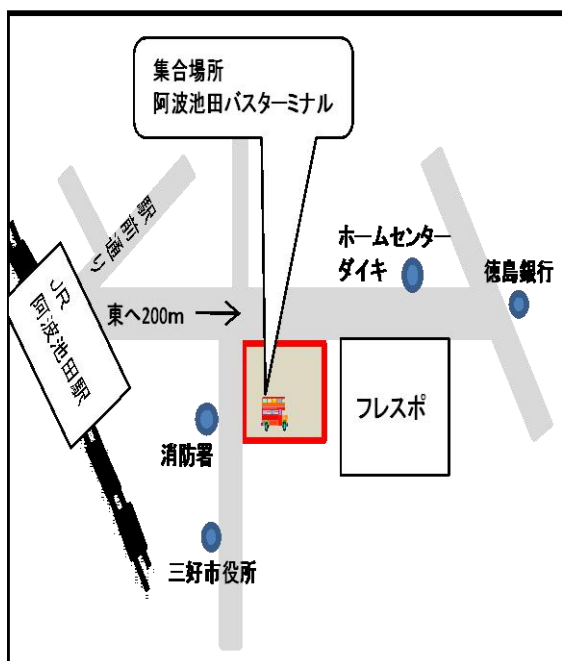 集合場所
阿波池田バスターミナル
駅前通り
ホームセンター
ダイキ
徳島銀行
JR
阿波池田駅
東へ200m→
フレスポ
消防署
三好市役所